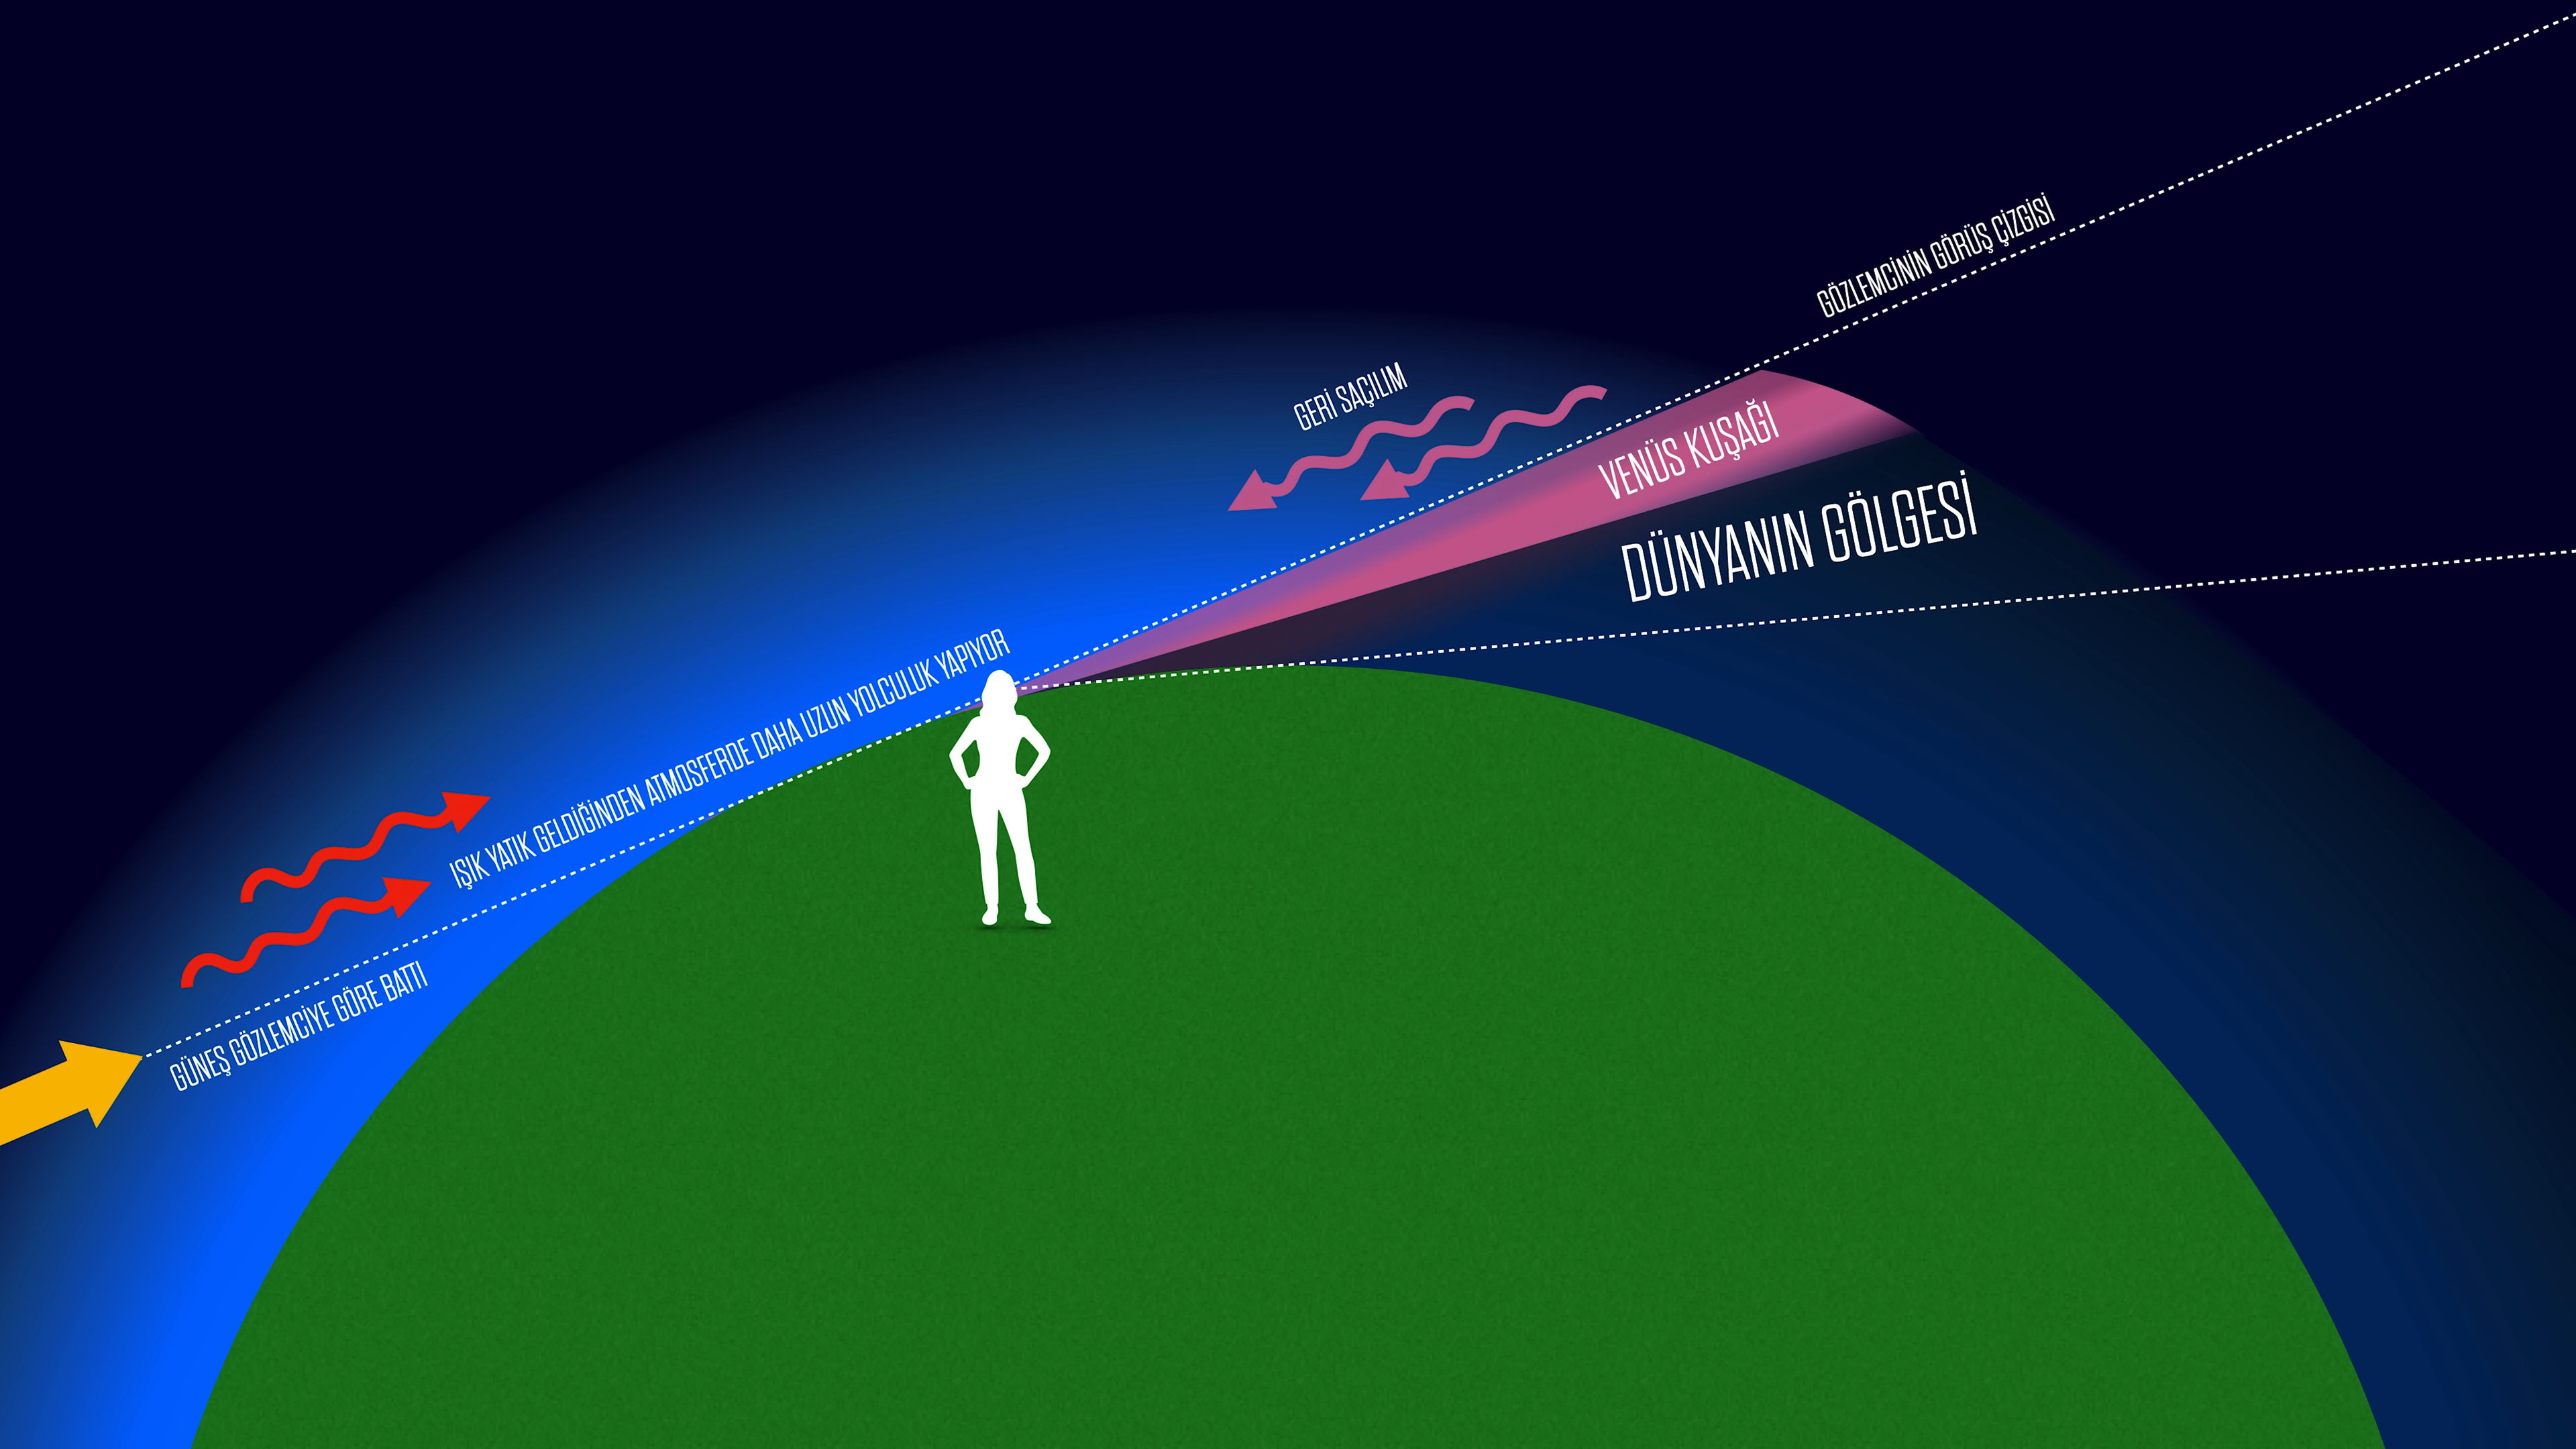 GÖZLEMCİNİN GÖRÜŞ ÇİZGİSİ
GERİ SAÇILIM
VENÜS KUŞAĞI
DÜNYANIN GÖLGESİ
IŞIK YATIK GELDİĞİNDEN ATMOSFERDE DAHA UZUN YOLCULUK YAPIYOR
GÜNEŞ GÖZLEMCİYE GÖRE BATTI